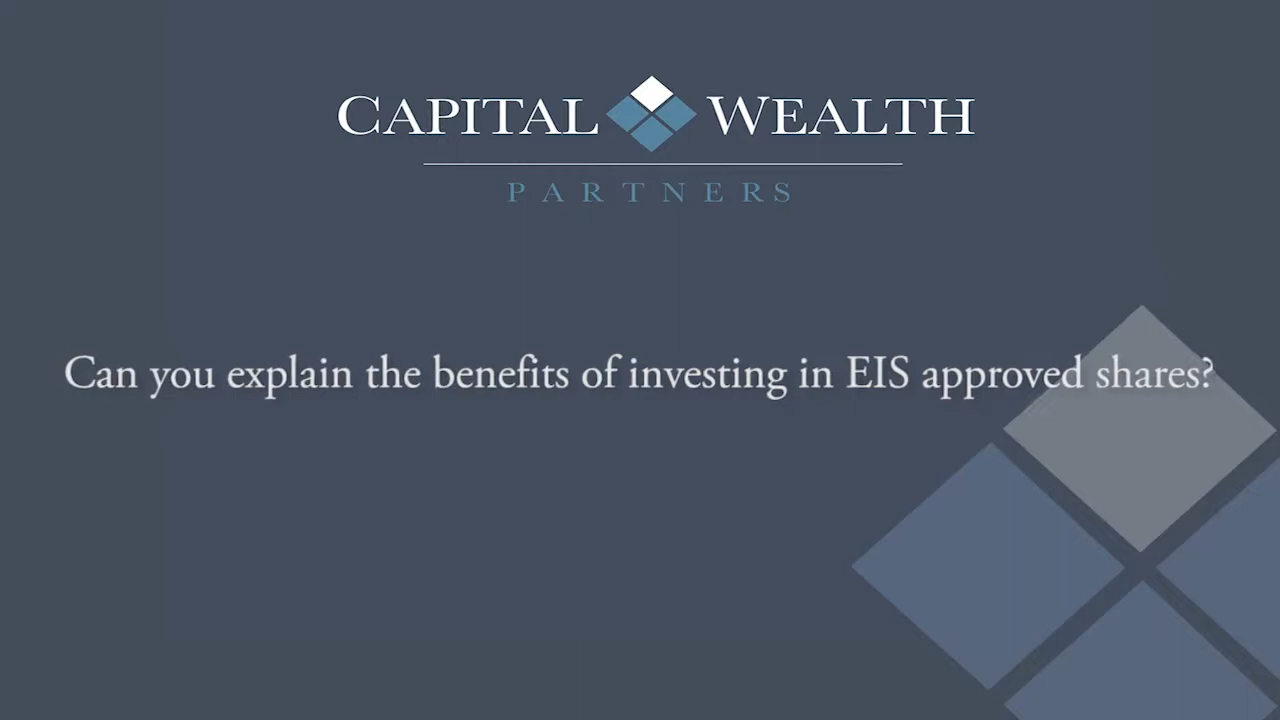 CAPITAL WEALTH
PARTNERS
Can you explain the benefits of investing in EIS approved shares?